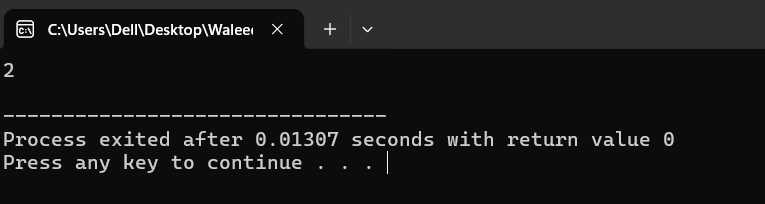 C:\Users\Dell\Desktop\Walee
2
--------------------------------
Process exited after 0.01307 seconds with return value 0
Press any key to continue . . .